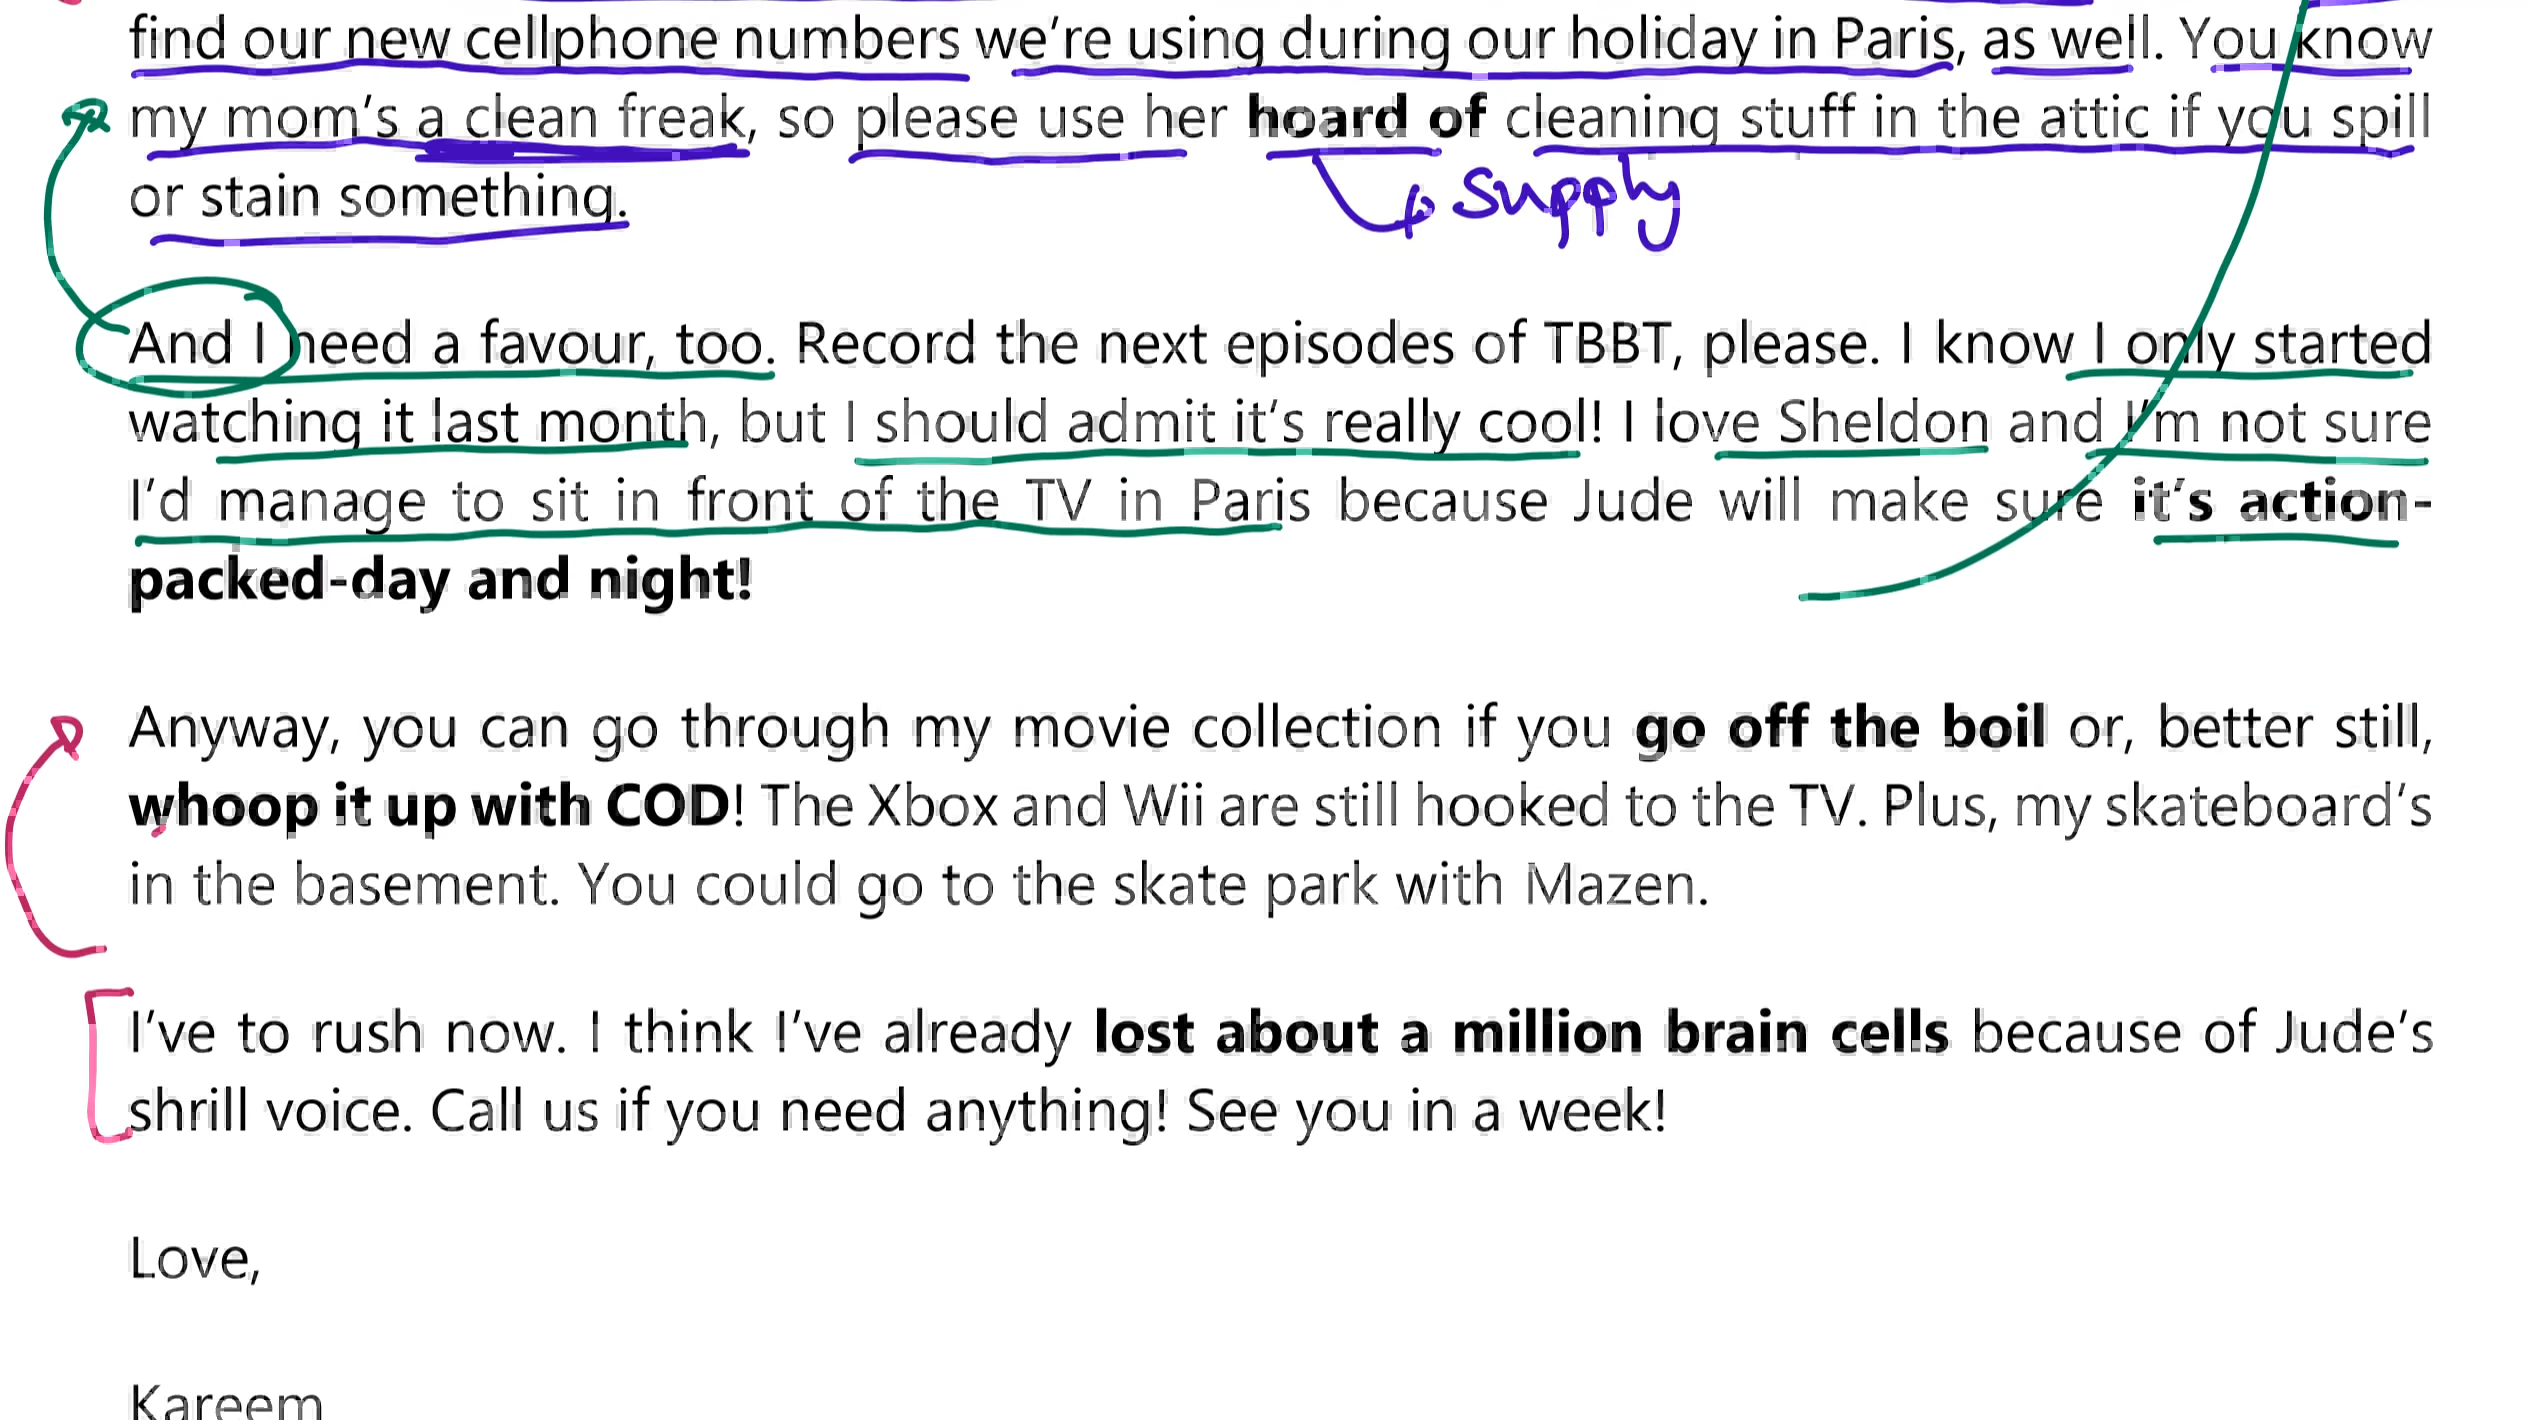 find our new cellphone numbers we're using during our holiday in Paris, as well. You know
my mom's a clean freak, so please use her hoard of cleaning stuff in the attic if you spill
or stain something.
supply
And I need a favour, too. Record the next episodes of TBBT, please. I know I only started
watching it last month, but I should admit it's really cool! I love Sheldon and I'm not sure
I'd manage to sit in front of the TV in Paris because Jude will make sure it's action-
packed-day and night!
Anyway, you can go through my movie collection if you go off the boil or, better still,
whoop it up with COD! The Xbox and Wii are still hooked to the TV. Plus, my skateboard's
in the basement. You could go to the skate park with Mazen.
I've to rush now. I think I've already lost about a million brain cells because of Jude's
shrill voice. Call us if you need anything! See you in a week!
Love,
Kareem